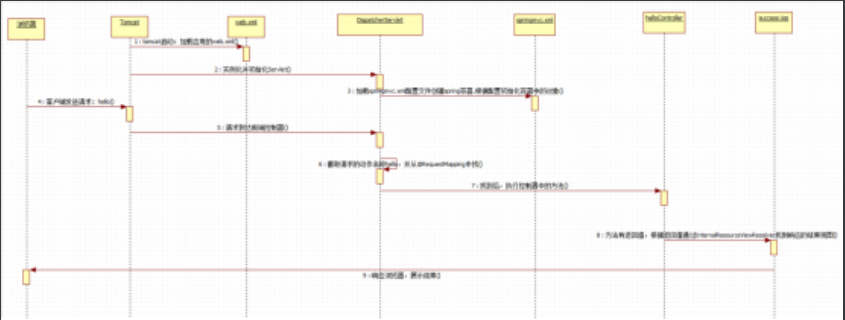 浏览器
Tomcat
web.xml
DispatcherServlet
springmvc.xml
helloController
success.jsp
1 : tomcat启动，加载应用的web.xml()
2 : 实例化并初始化Servlet()
3 : 加载springmvc.xml配置文件创建spring容器,根据配置初始化容器中的对象()
4 : 客户端发送请求: hello()
5 : 请求到达前端控制器()
6 : 截取请求的动作名称hello，并从@RequestMapping中找()
7 : 找到后，执行控制器中的方法()
8 : 方法有返回值，根据返回值通过InternalResourceViewResolver找到响应的结果视图()
9 : 响应浏览器，展示结果()